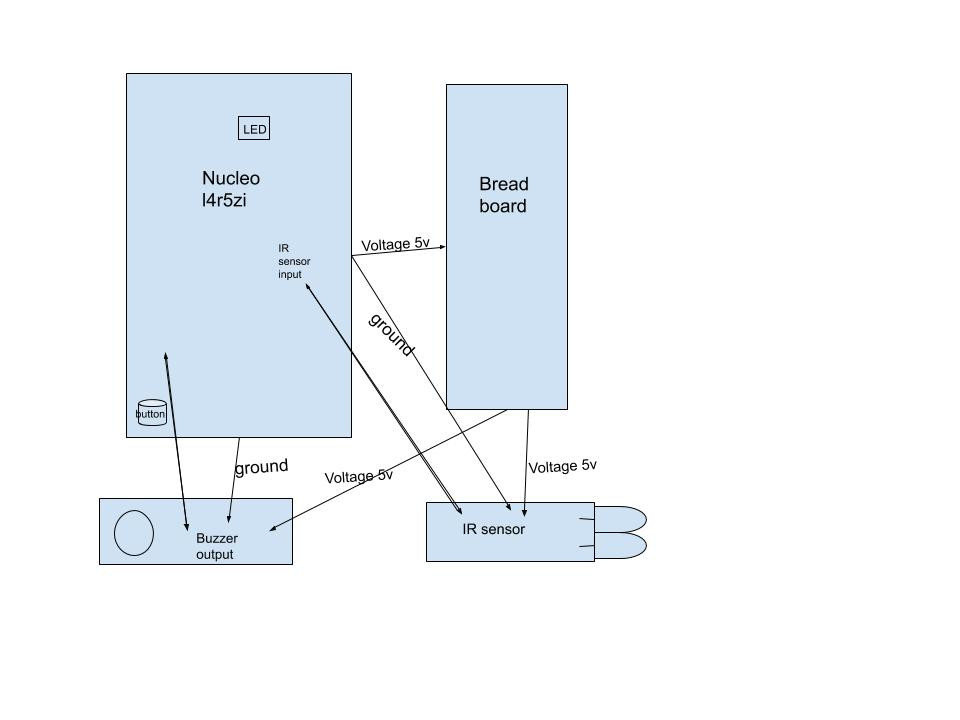 LED
Nucleo
l4r5zi
Bread
board
IR
sensor
input
Voltage 5v
ground
button
ground
Voltage 5v
Voltage 5v
Buzzer
output
IR sensor